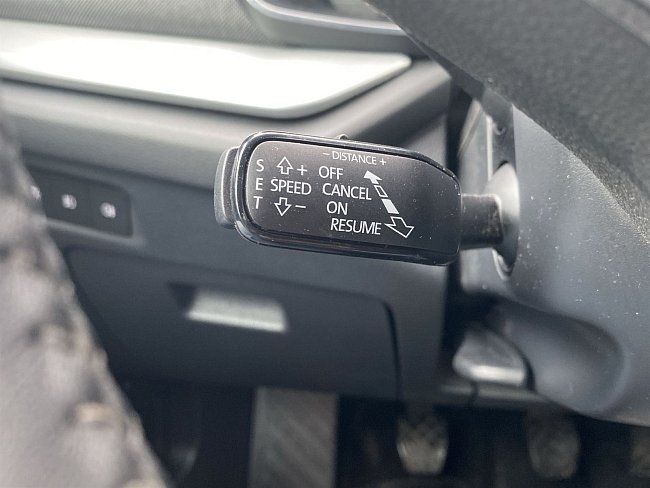 − DISTANCE +
S + OFF
E SPEED CANCEL
T − ON
RESUME